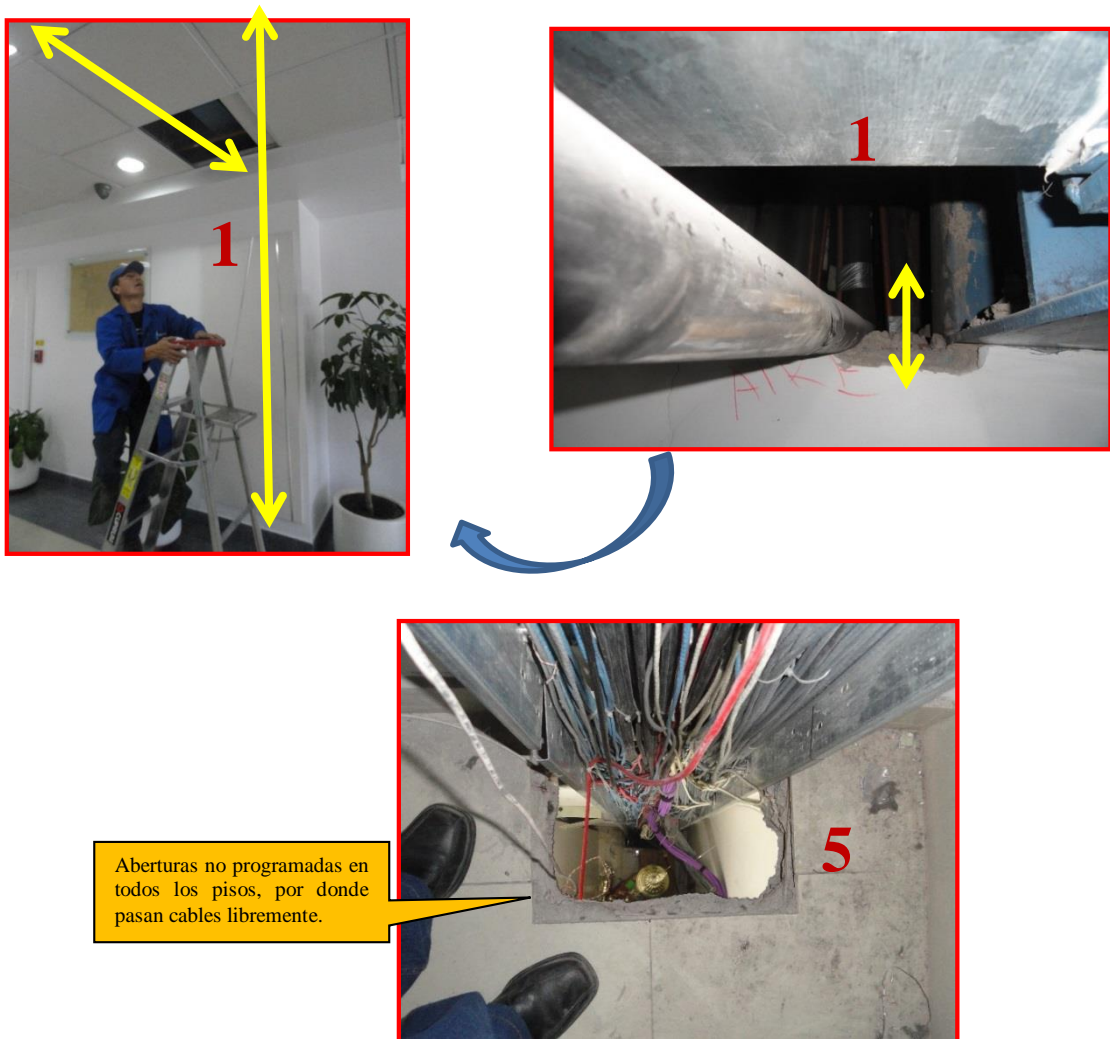 1
1
AIRE
5
Aberturas no programadas en
todos los pisos, por donde
pasan cables libremente.